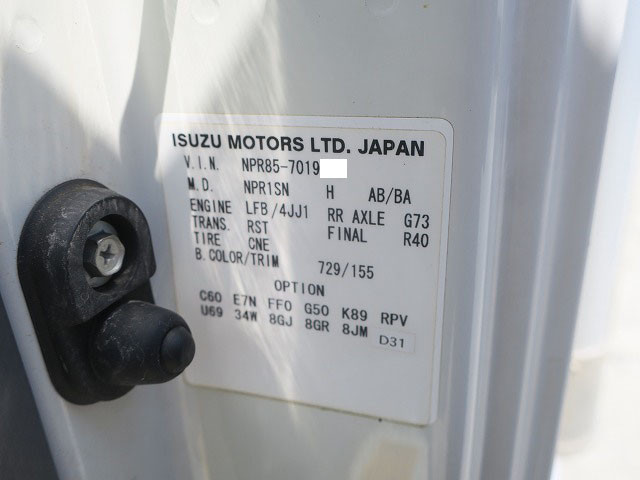 ISUZU MOTORS LTD. JAPAN
V.I.N. NPR85-7019
M.D. NPR1SN H AB/BA
ENGINE LFB/4JJ1 RR AXLE G73
TRANS. RST FINAL R40
TIRE CNE
B.COLOR/TRIM 729/155
OPTION
C60 E7N FF0 G50 K89 RPV
U69 34W 8GJ 8GR 8JM D31